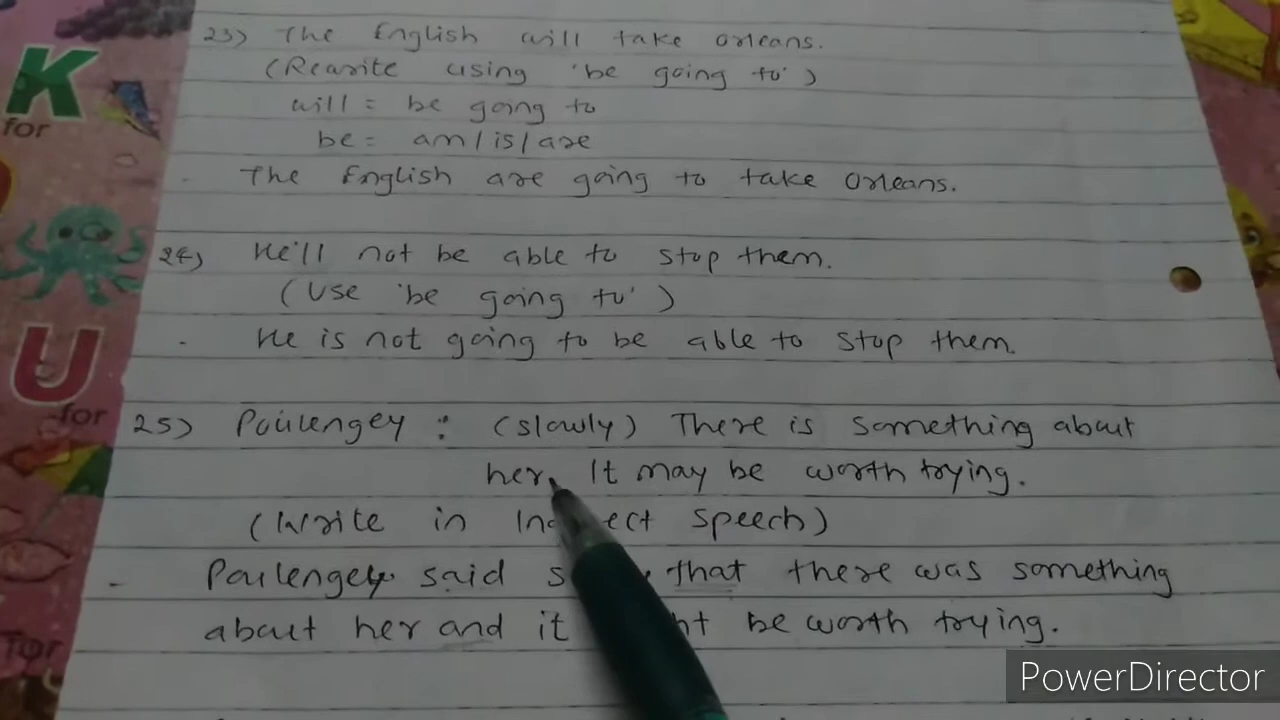 K
for
23) The English will take orleans.
(Rewrite using 'be going to')
will = be going to
be = am/is/are
The English are going to take Orleans.
24) He'll not be able to stop them.
(Use 'be going to')
He is not going to be able to stop them.
U
for
25) Poulengey : (slowly) There is something about
her. It may be worth trying.
(Write in Indirect speech)
- Poulengey said that there was something
about her and it be worth trying.
for
PowerDirector